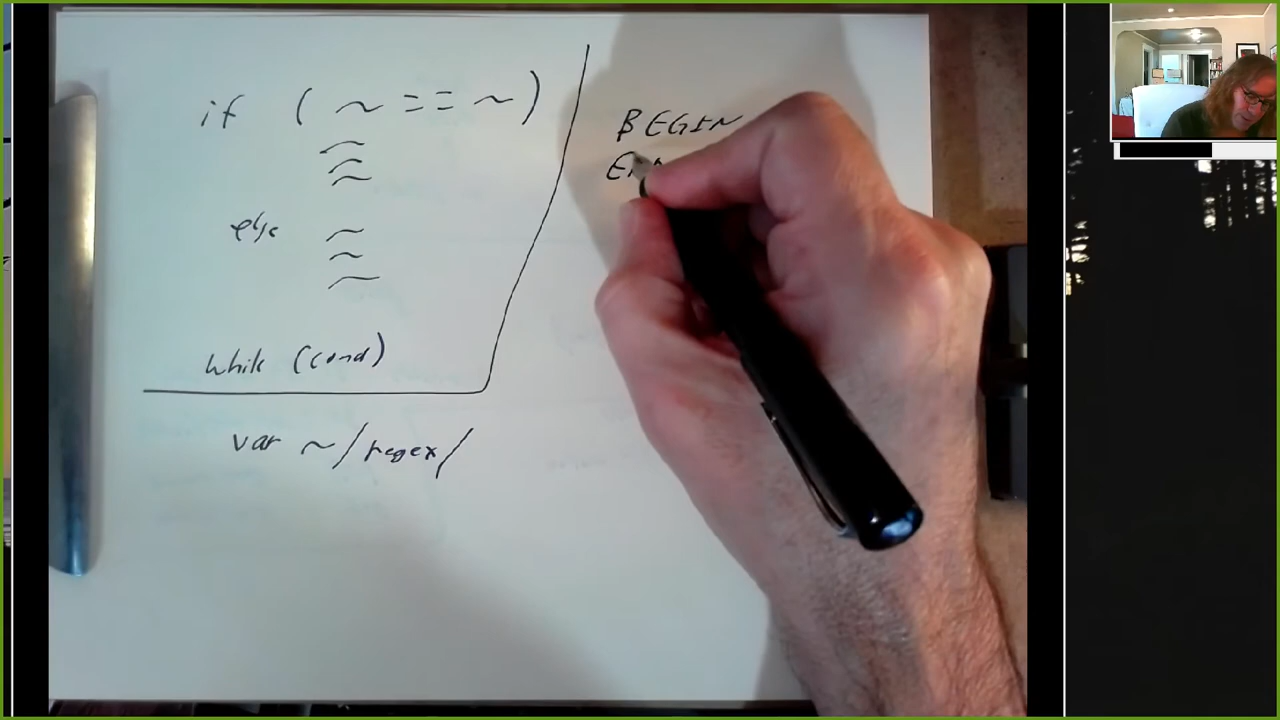 if ( ~ == ~ )
else
while (cond)
var ~/regex/
BEGIN